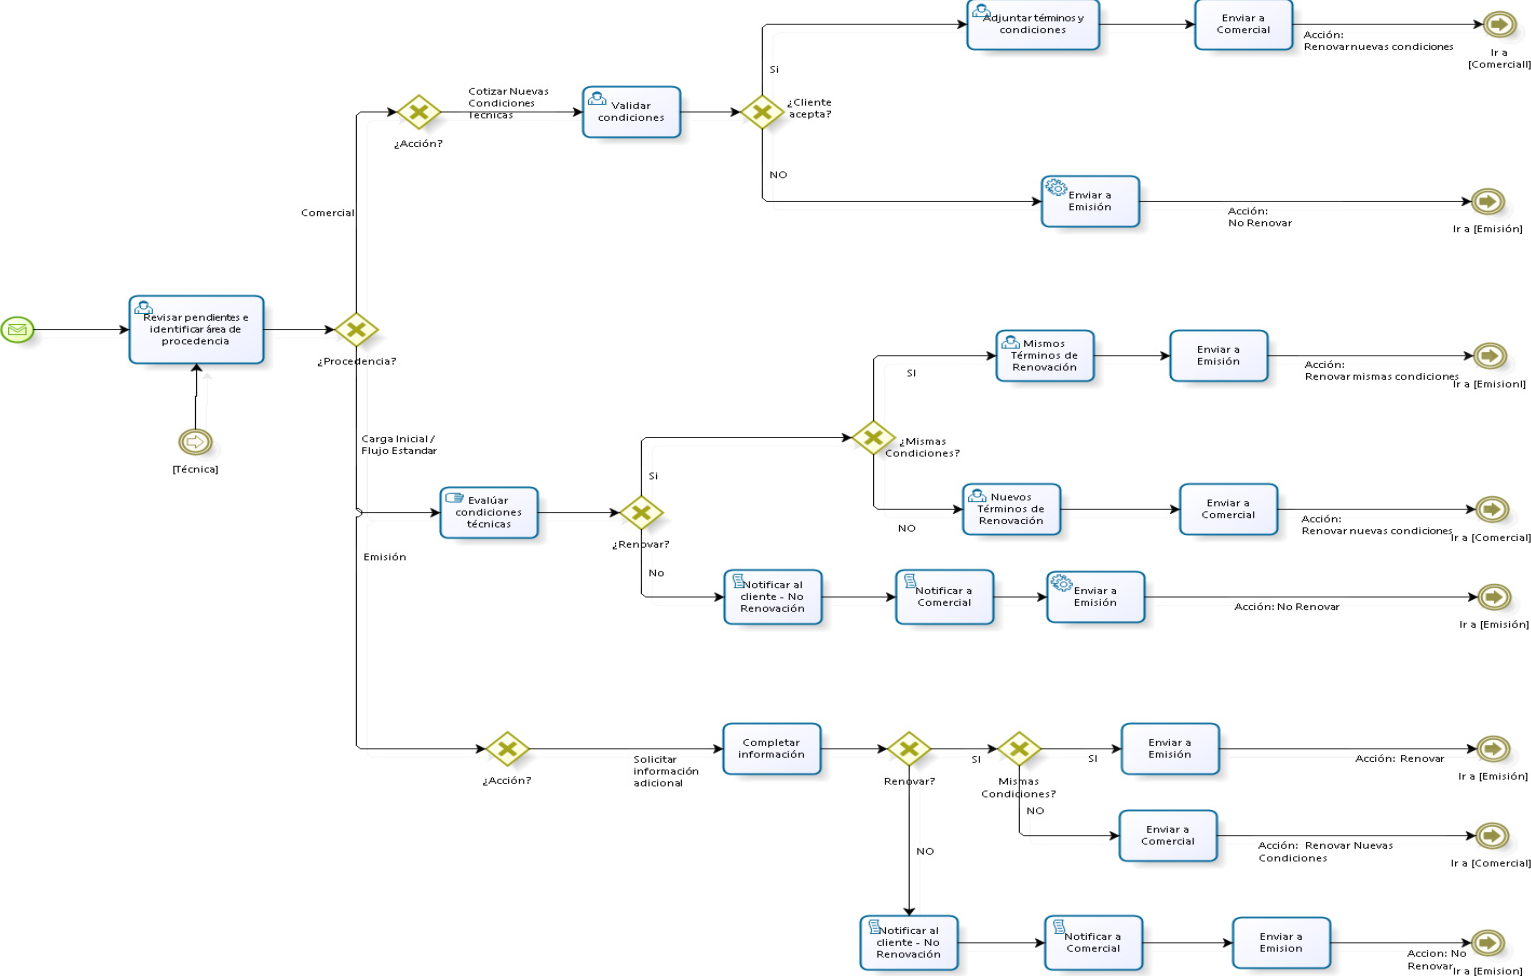 Adjuntar términos y
condiciones
Enviar a
Comercial
Acción:
Renovar nuevas condiciones
Ir a
[Comerciall]
Si
Cotizar Nuevas
Condiciones
Técnicas
¿Acción?
Validar
condiciones
¿Cliente
acepta?
NO
Enviar a
Emisión
Acción:
No Renovar
Ir a [Emisión]
Comercial
Revisar pendientes e
identificar área de
procedencia
¿Procedencia?
[Técnica]
Carga Inicial /
Flujo Estandar
Emisión
Evalúar
condiciones
técnicas
¿Renovar?
Si
No
¿Mismas
Condiciones?
SI
Mismos
Términos de
Renovación
Enviar a
Emisión
Acción:
Renovar mismas condiciones
Ir a [Emisionl]
NO
Nuevos
Términos de
Renovación
Enviar a
Comercial
Acción:
Renovar nuevas condiciones
Ir a [Comercial]
Notificar al
cliente - No
Renovación
Notificar a
Comercial
Enviar a
Emisión
Acción: No Renovar
Ir a [Emisión]
¿Acción?
Solicitar
información
adicional
Completar
información
Renovar?
SI
Mismas
Condiciones?
SI
Enviar a
Emisión
Acción: Renovar
Ir a [Emisión]
NO
Enviar a
Comercial
Acción: Renovar Nuevas
Condiciones
Ir a [Comercial]
NO
Notificar al
cliente - No
Renovación
Notificar a
Comercial
Enviar a
Emision
Accion: No
Renovar
Ir a [Emision]